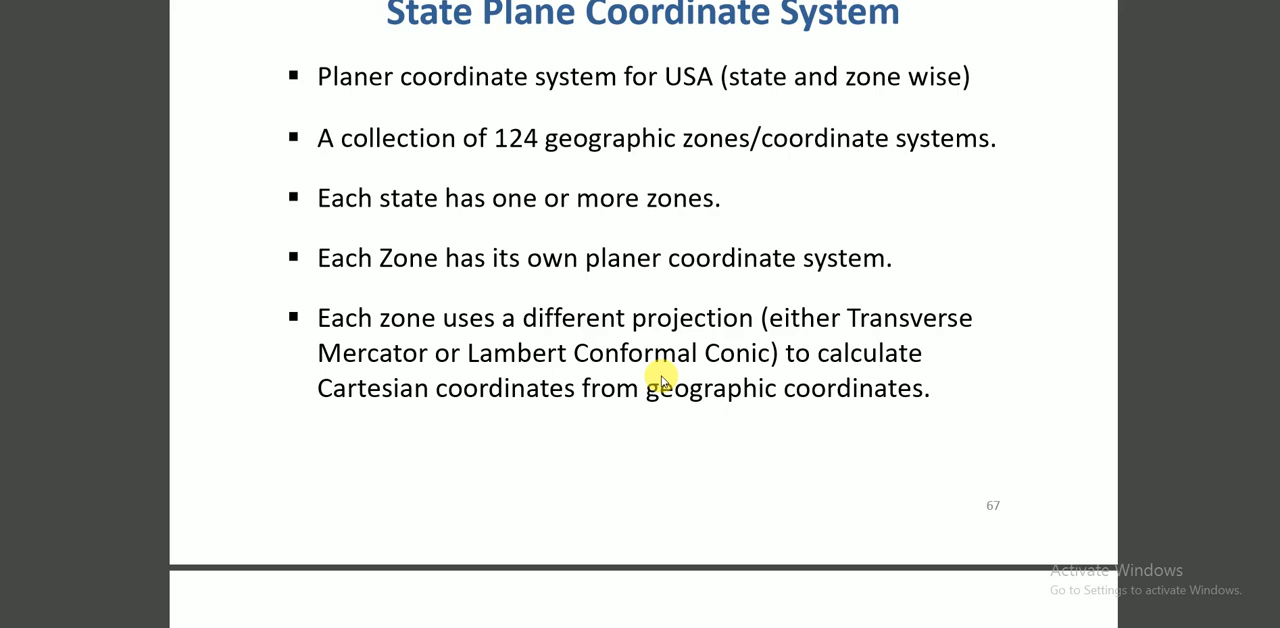 State Plane Coordinate System
▪ Planer coordinate system for USA (state and zone wise)
▪ A collection of 124 geographic zones/coordinate systems.
▪ Each state has one or more zones.
▪ Each Zone has its own planer coordinate system.
▪ Each zone uses a different projection (either Transverse
Mercator or Lambert Conformal Conic) to calculate
Cartesian coordinates from geographic coordinates.
67
Activate Windows
Go to Settings to activate Windows.